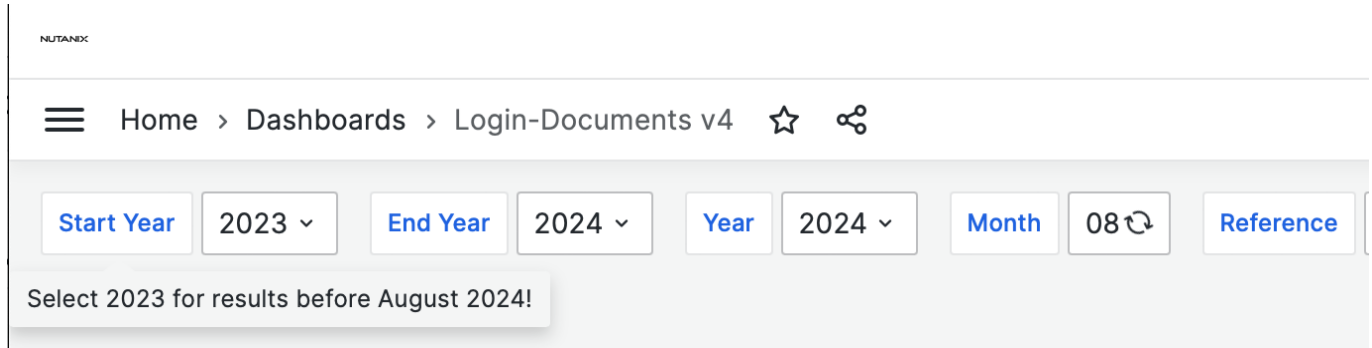 NUTANIX
Home › Dashboards › Login-Documents v4
Start Year 2023 End Year 2024 Year 2024 Month 08 Reference
Select 2023 for results before August 2024!